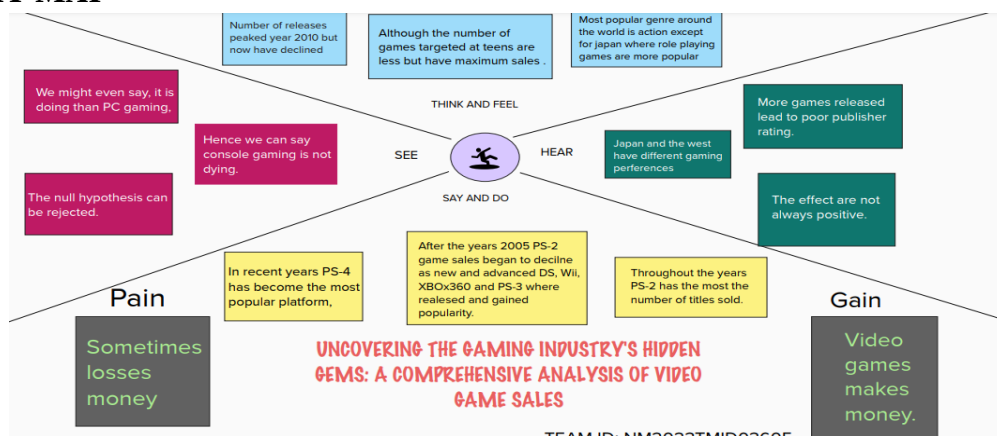 Number of releases
peaked year 2010 but
now have declined
Although the number of
games targeted at teens are
less but have maximum sales .
Most popular genre around
the world is action except
for japan where role playing
games are more popular
THINK AND FEEL
We might even say, it is
doing than PC gaming,
Hence we can say
console gaming is not
dying.
The null hypothesis can
be rejected.
SEE
HEAR
More games released
lead to poor publisher
rating.
Japan and the west
have different gaming
perferences
The effect are not
always positive.
SAY AND DO
In recent years PS-4
has become the most
popular platform,
After the years 2005 PS-2
game sales began to decilne
as new and advanced DS, Wii,
XBOx360 and PS-3 where
realesed and gained
popularity.
Throughout the years
PS-2 has the most the
number of titles sold.
Pain
Sometimes
losses
money
Gain
Video
games
makes
money.
UNCOVERING THE GAMING INDUSTRY'S HIDDEN
GEMS: A COMPREHENSIVE ANALYSIS OF VIDEO
GAME SALES
TEAM ID: